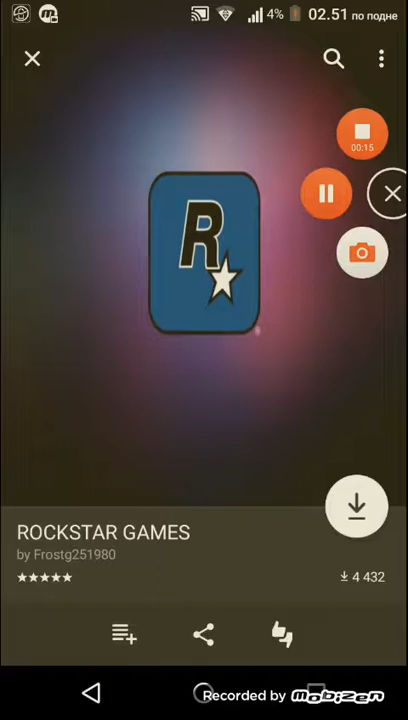 4% 02.51 по подне
00:15
R
ROCKSTAR GAMES
by Frostg251980
4 432
Recorded by MOBIZEN